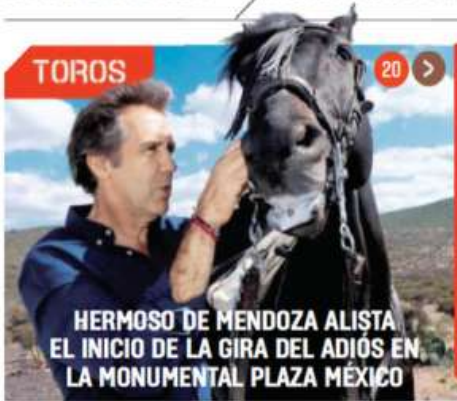 TOROS
20 >
HERMOSO DE MENDOZA ALISTA
EL INICIO DE LA GIRA DEL ADIÓS EN
LA MONUMENTAL PLAZA MÉXICO